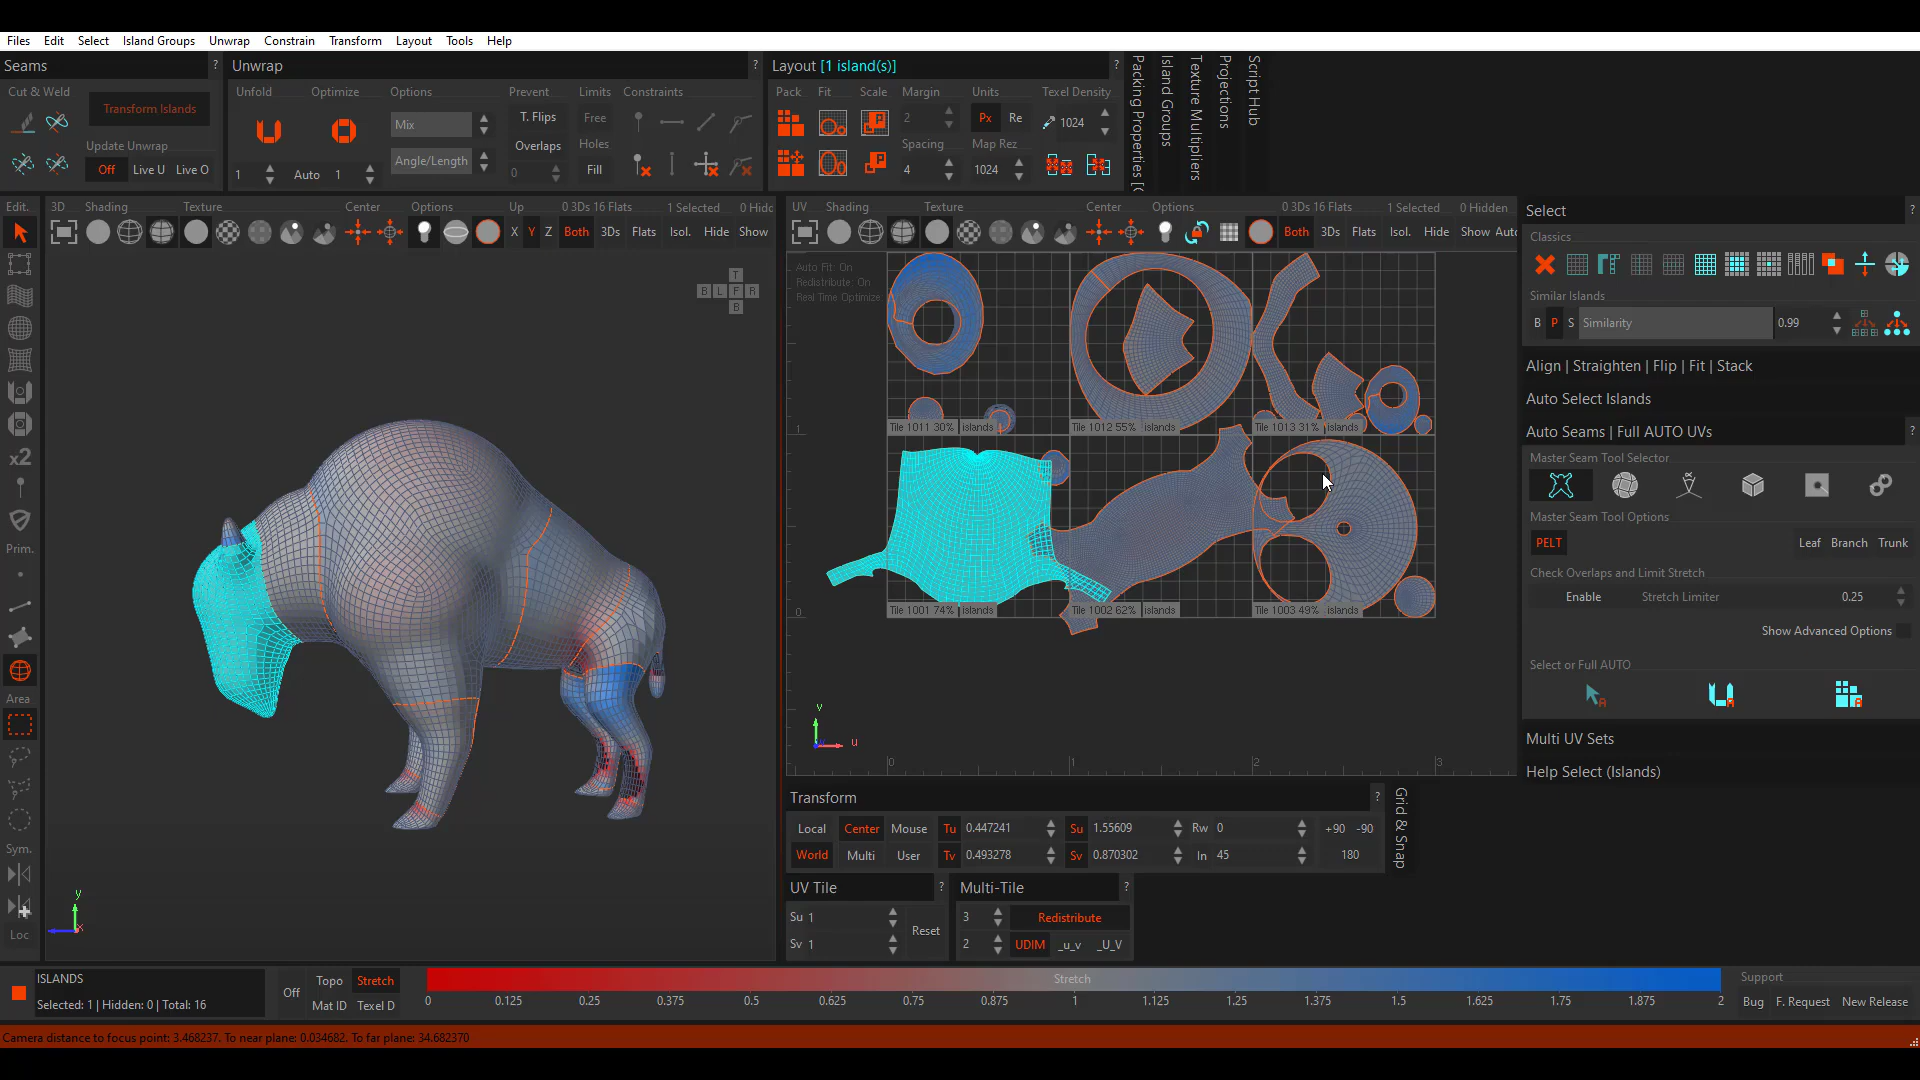 Files Edit Select Island Groups Unwrap Constrain Transform Layout Tools Help
Seams ?
Cut & Weld
Transform Islands
Update Unwrap
Off Live U Live O
Unwrap ?
Unfold Optimize Options Prevent Limits Constraints
Mix T. Flips Free
Overlaps Holes
Angle/Length
1 Auto 1 0 Fill
Layout [1 island(s)] ?
Pack Fit Scale Margin Units Texel Density
2 Px Re 1024
Spacing Map Rez
4 1024
Packing Properties [G
Island Groups
Texture Multipliers
Projections
Script Hub
Edit. 3D Shading Texture Center Options Up 0 3Ds 16 Flats 1 Selected 0 Hidd
X Y Z Both 3Ds Flats Isol. Hide Show
UV Shading Texture Center Options 0 3Ds 16 Flats 1 Selected 0 Hidden
Both 3Ds Flats Isol. Hide Show Auto
x2
Prim.
Area
Sym.
Loc
T
B L F R
B
y
x
Auto Fit: On
Redistribute: On
Real Time Optimize:
Tile 1011 30% islands
Tile 1012 55% islands
Tile 1013 31% islands
Tile 1001 74% islands
Tile 1002 62% islands
Tile 1003 49% islands
1
0
v
u
0 1 2 3
Select ?
Classics
Similar Islands
B P S Similarity 0.99
Align | Straighten | Flip | Fit | Stack
Auto Select Islands
Auto Seams | Full AUTO UVs ?
Master Seam Tool Selector
Master Seam Tool Options
PELT Leaf Branch Trunk
Check Overlaps and Limit Stretch
Enable Stretch Limiter 0.25
Show Advanced Options
Select or Full AUTO
Multi UV Sets
Help Select (Islands)
Transform ?
Local Center Mouse Tu 0.447241 Su 1.55609 Rw 0 +90 -90
World Multi User Tv 0.493278 Sv 0.870302 In 45 180
Grid & Snap
UV Tile ?
Su 1
Reset
Sv 1
Multi-Tile ?
3 Redistribute
2 UDIM _u_v _U_V
ISLANDS
Selected: 1 | Hidden: 0 | Total: 16
Off Topo Stretch
Mat ID Texel D
Stretch
0 0.125 0.25 0.375 0.5 0.625 0.75 0.875 1 1.125 1.25 1.375 1.5 1.625 1.75 1.875 2
Support
Bug F. Request New Release
Camera distance to focus point: 3.468237. To near plane: 0.034682. To far plane: 34.682370